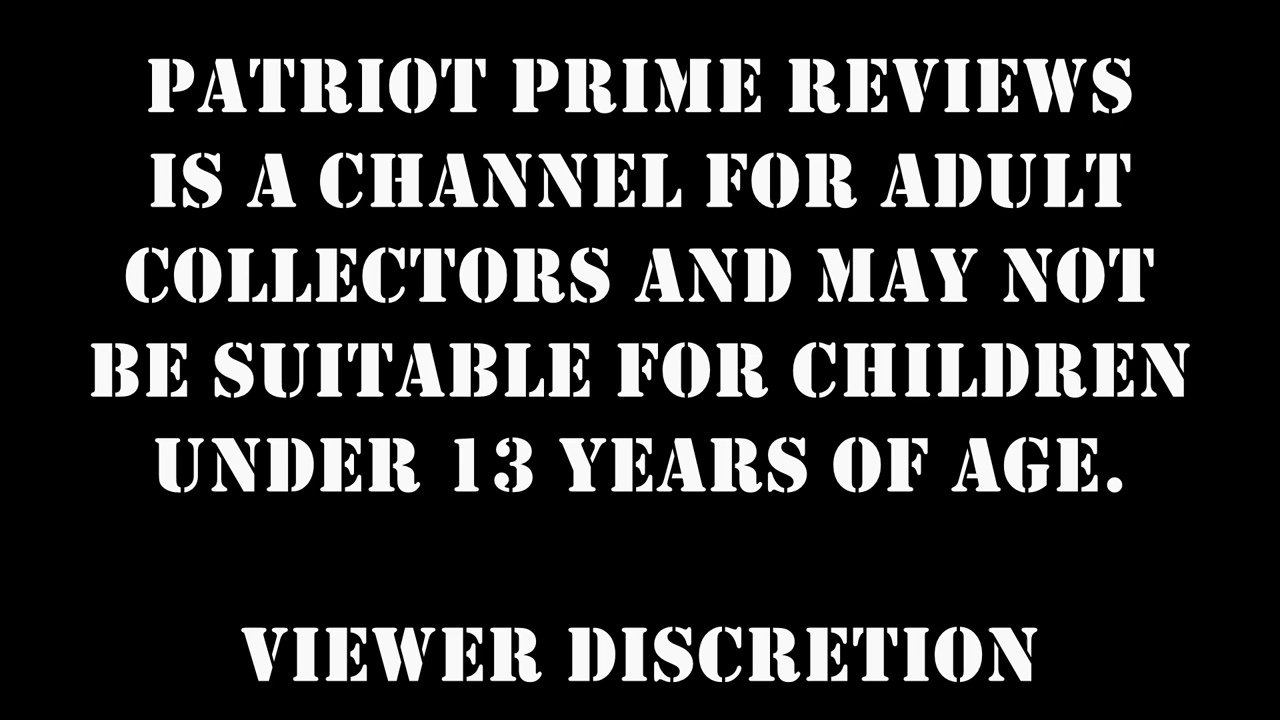 PATRIOT PRIME REVIEWS
IS A CHANNEL FOR ADULT
COLLECTORS AND MAY NOT
BE SUITABLE FOR CHILDREN
UNDER 13 YEARS OF AGE.
VIEWER DISCRETION